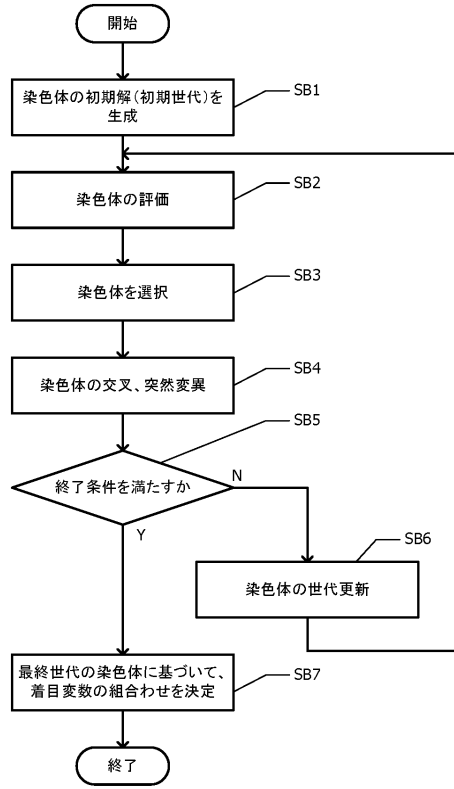 開始
染色体の初期解(初期世代)を
生成
SB1
染色体の評価
SB2
染色体を選択
SB3
染色体の交叉、突然変異
SB4
SB5
終了条件を満たすか
N
Y
SB6
染色体の世代更新
最終世代の染色体に基づいて、
着目変数の組合わせを決定
SB7
終了